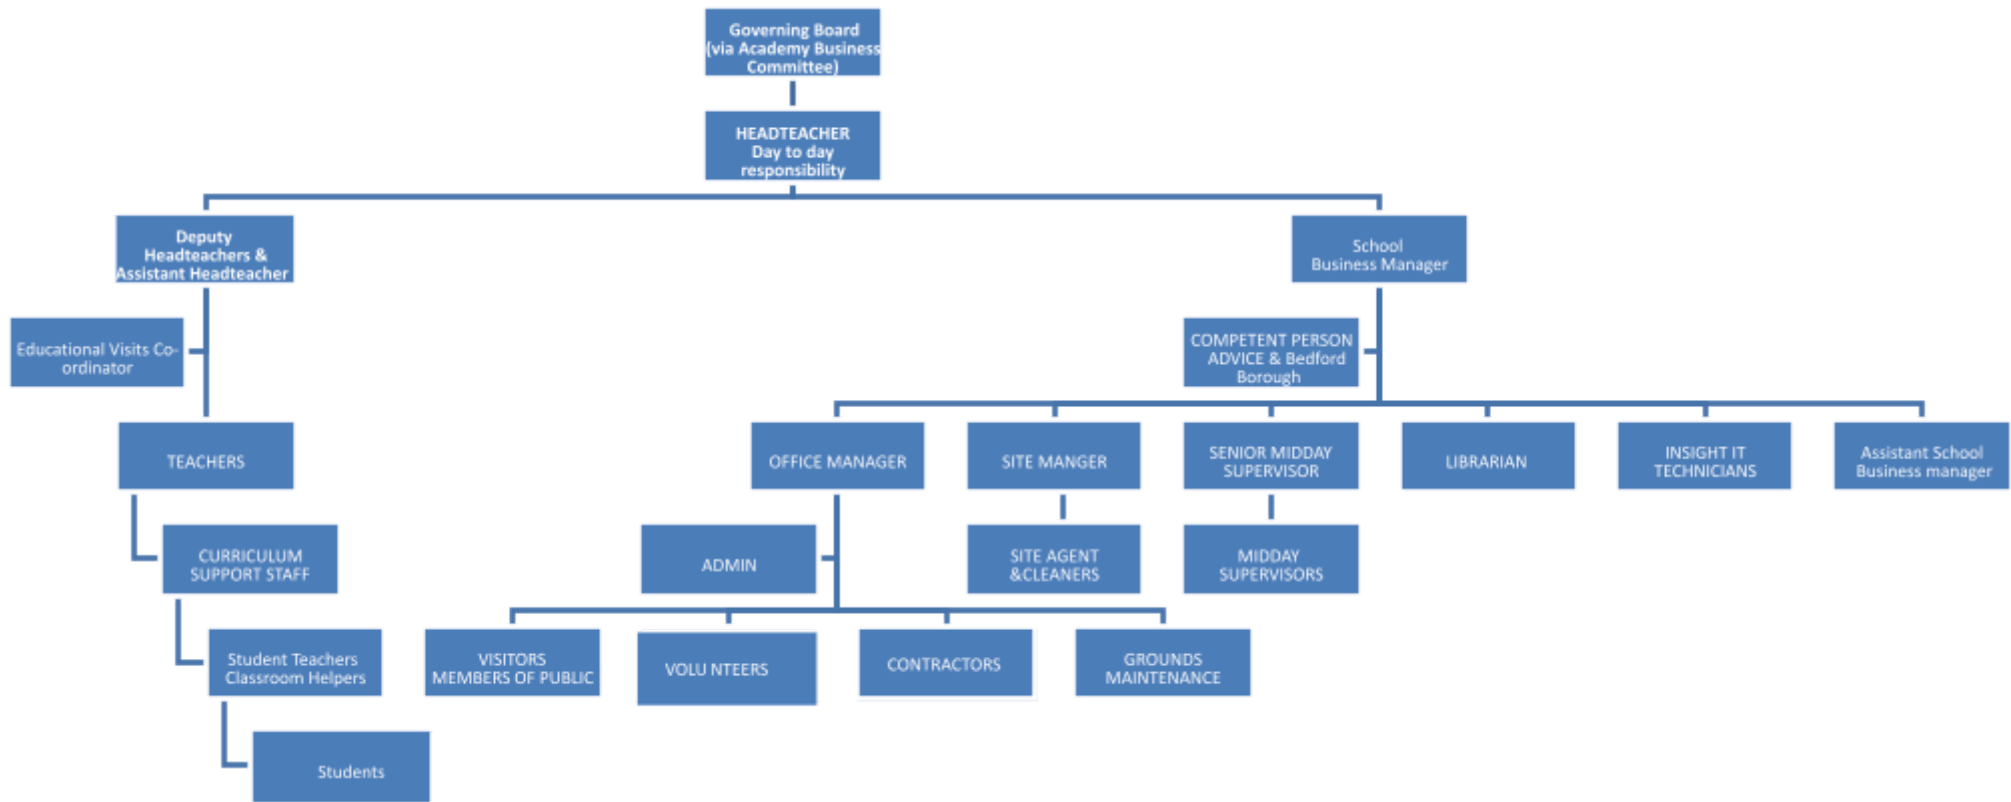 Governing Board
(via Academy Business
Committee)
HEADTEACHER
Day to day
responsibility
Deputy
Headteachers &
Assistant Headteacher
School
Business Manager
Educational Visits Co-
ordinator
COMPETENT PERSON
ADVICE & Bedford
Borough
TEACHERS
OFFICE MANAGER
SITE MANGER
SENIOR MIDDAY
SUPERVISOR
LIBRARIAN
INSIGHT IT
TECHNICIANS
Assistant School
Business manager
CURRICULUM
SUPPORT STAFF
ADMIN
SITE AGENT
&CLEANERS
MIDDAY
SUPERVISORS
Student Teachers
Classroom Helpers
VISITORS
MEMBERS OF PUBLIC
VOLU NTEERS
CONTRACTORS
GROUNDS
MAINTENANCE
Students